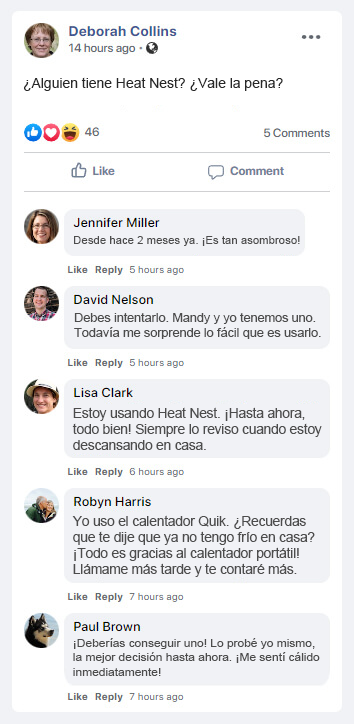 Deborah Collins
14 hours ago ·
¿Alguien tiene Heat Nest? ¿Vale la pena?
46
5 Comments
Like
Comment
Jennifer Miller
Desde hace 2 meses ya. ¡Es tan asombroso!
Like Reply 5 hours ago
David Nelson
Debes intentarlo. Mandy y yo tenemos uno.
Todavía me sorprende lo fácil que es usarlo.
Like Reply 5 hours ago
Lisa Clark
Estoy usando Heat Nest. ¡Hasta ahora,
todo bien! Siempre lo reviso cuando estoy
descansando en casa.
Like Reply 6 hours ago
Robyn Harris
Yo uso el calentador Quik. ¿Recuerdas
que te dije que ya no tengo frío en casa?
¡Todo es gracias al calentador portátil!
Llámame más tarde y te contaré más.
Like Reply 7 hours ago
Paul Brown
¡Deberías conseguir uno! Lo probé yo mismo,
la mejor decisión hasta ahora. ¡Me sentí cálido
inmediatamente!
Like Reply 7 hours ago